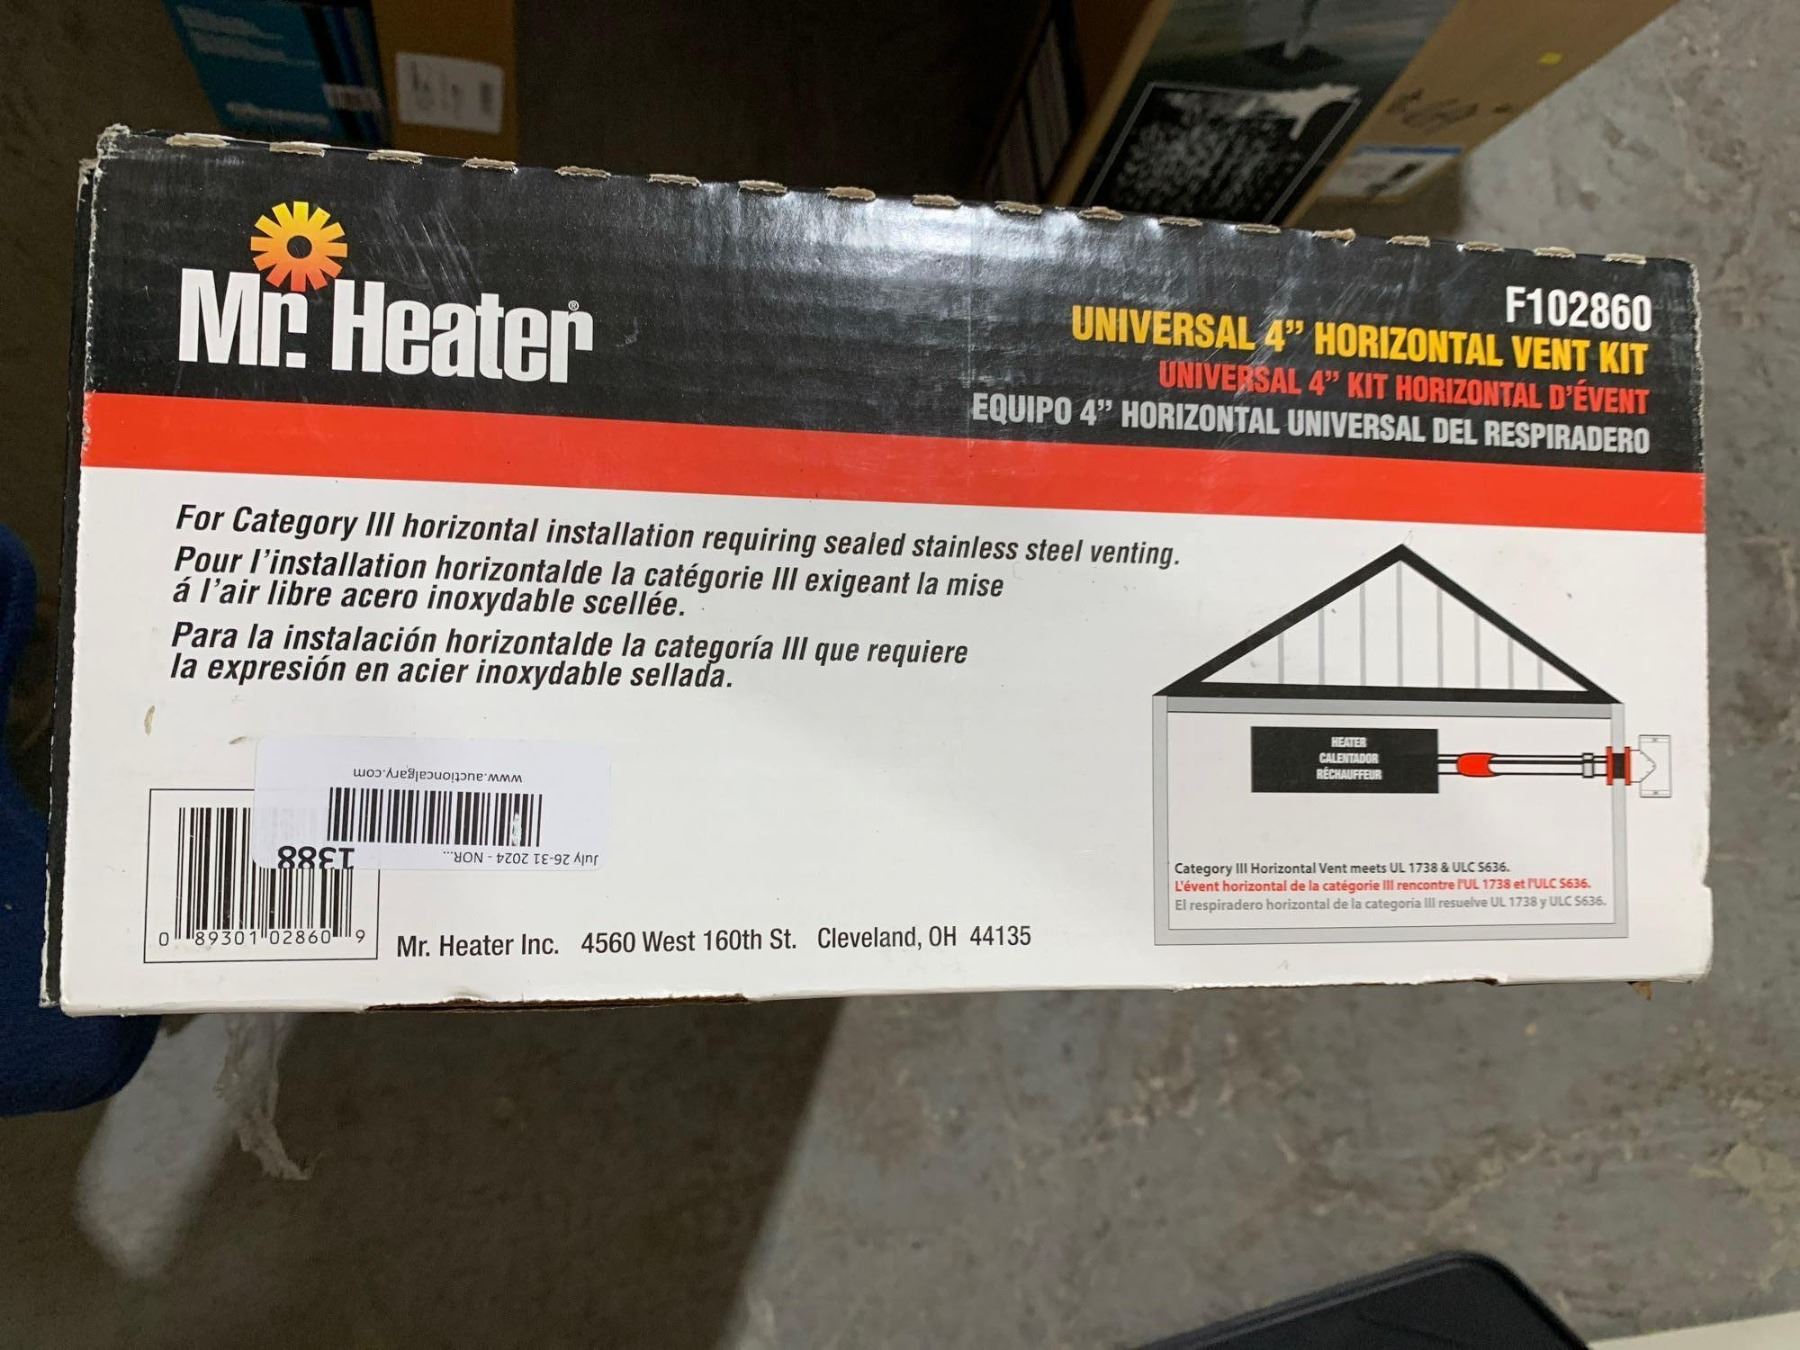 Mr. Heater®
F102860
UNIVERSAL 4” HORIZONTAL VENT KIT
UNIVERSAL 4” KIT HORIZONTAL D’ÉVENT
EQUIPO 4” HORIZONTAL UNIVERSAL DEL RESPIRADERO
For Category III horizontal installation requiring sealed stainless steel venting.
Pour l’installation horizontalde la catégorie III exigeant la mise
á l’air libre acero inoxydable scellée.
Para la instalación horizontalde la categoría III que requiere
la expresión en acier inoxydable sellada.
HEATER
CALENTADOR
RÉCHAUFFEUR
Category III Horizontal Vent meets UL 1738 & ULC S636.
L'évent horizontal de la catégorie III rencontre l'UL 1738 et l'ULC S636.
El respiradero horizontal de la categoría III resuelve UL 1738 y ULC S636.
www.auctioncalgary.com
July 26-31 2024 - NOR...
1388
0 89301 02860 9
Mr. Heater Inc. 4560 West 160th St. Cleveland, OH 44135